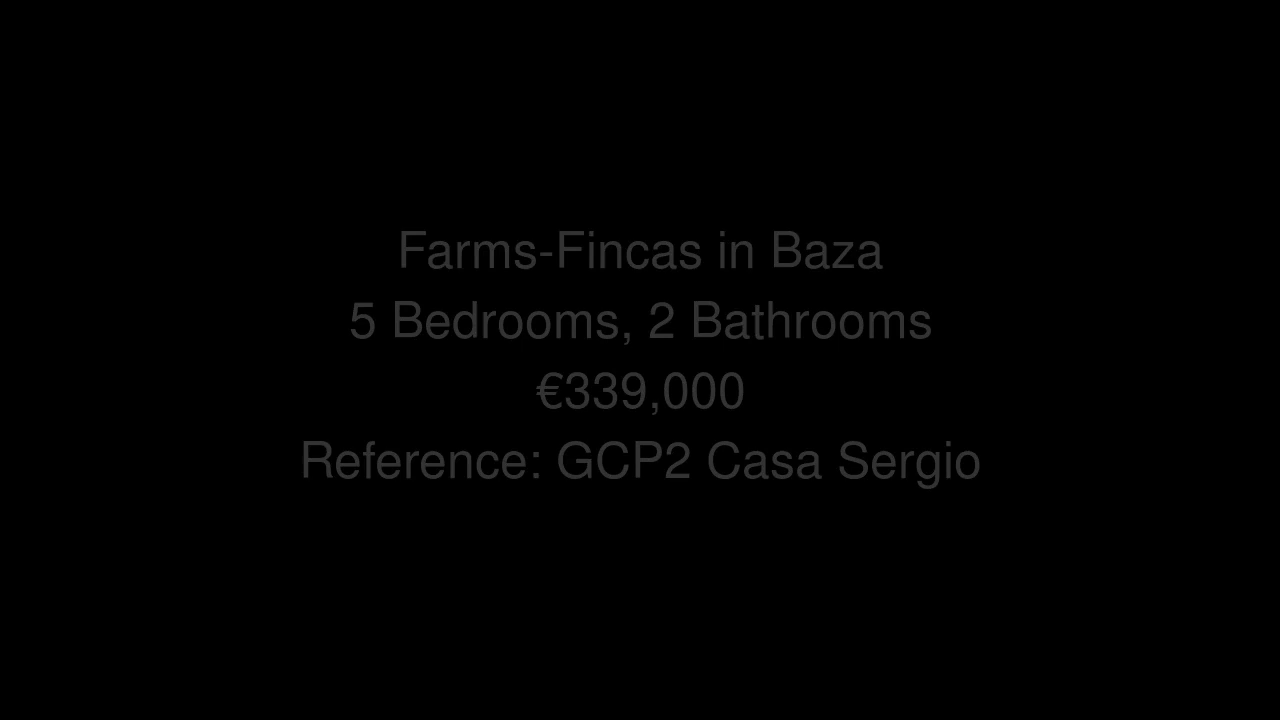 Farms-Fincas in Baza
5 Bedrooms, 2 Bathrooms
€339,000
Reference: GCP2 Casa Sergio